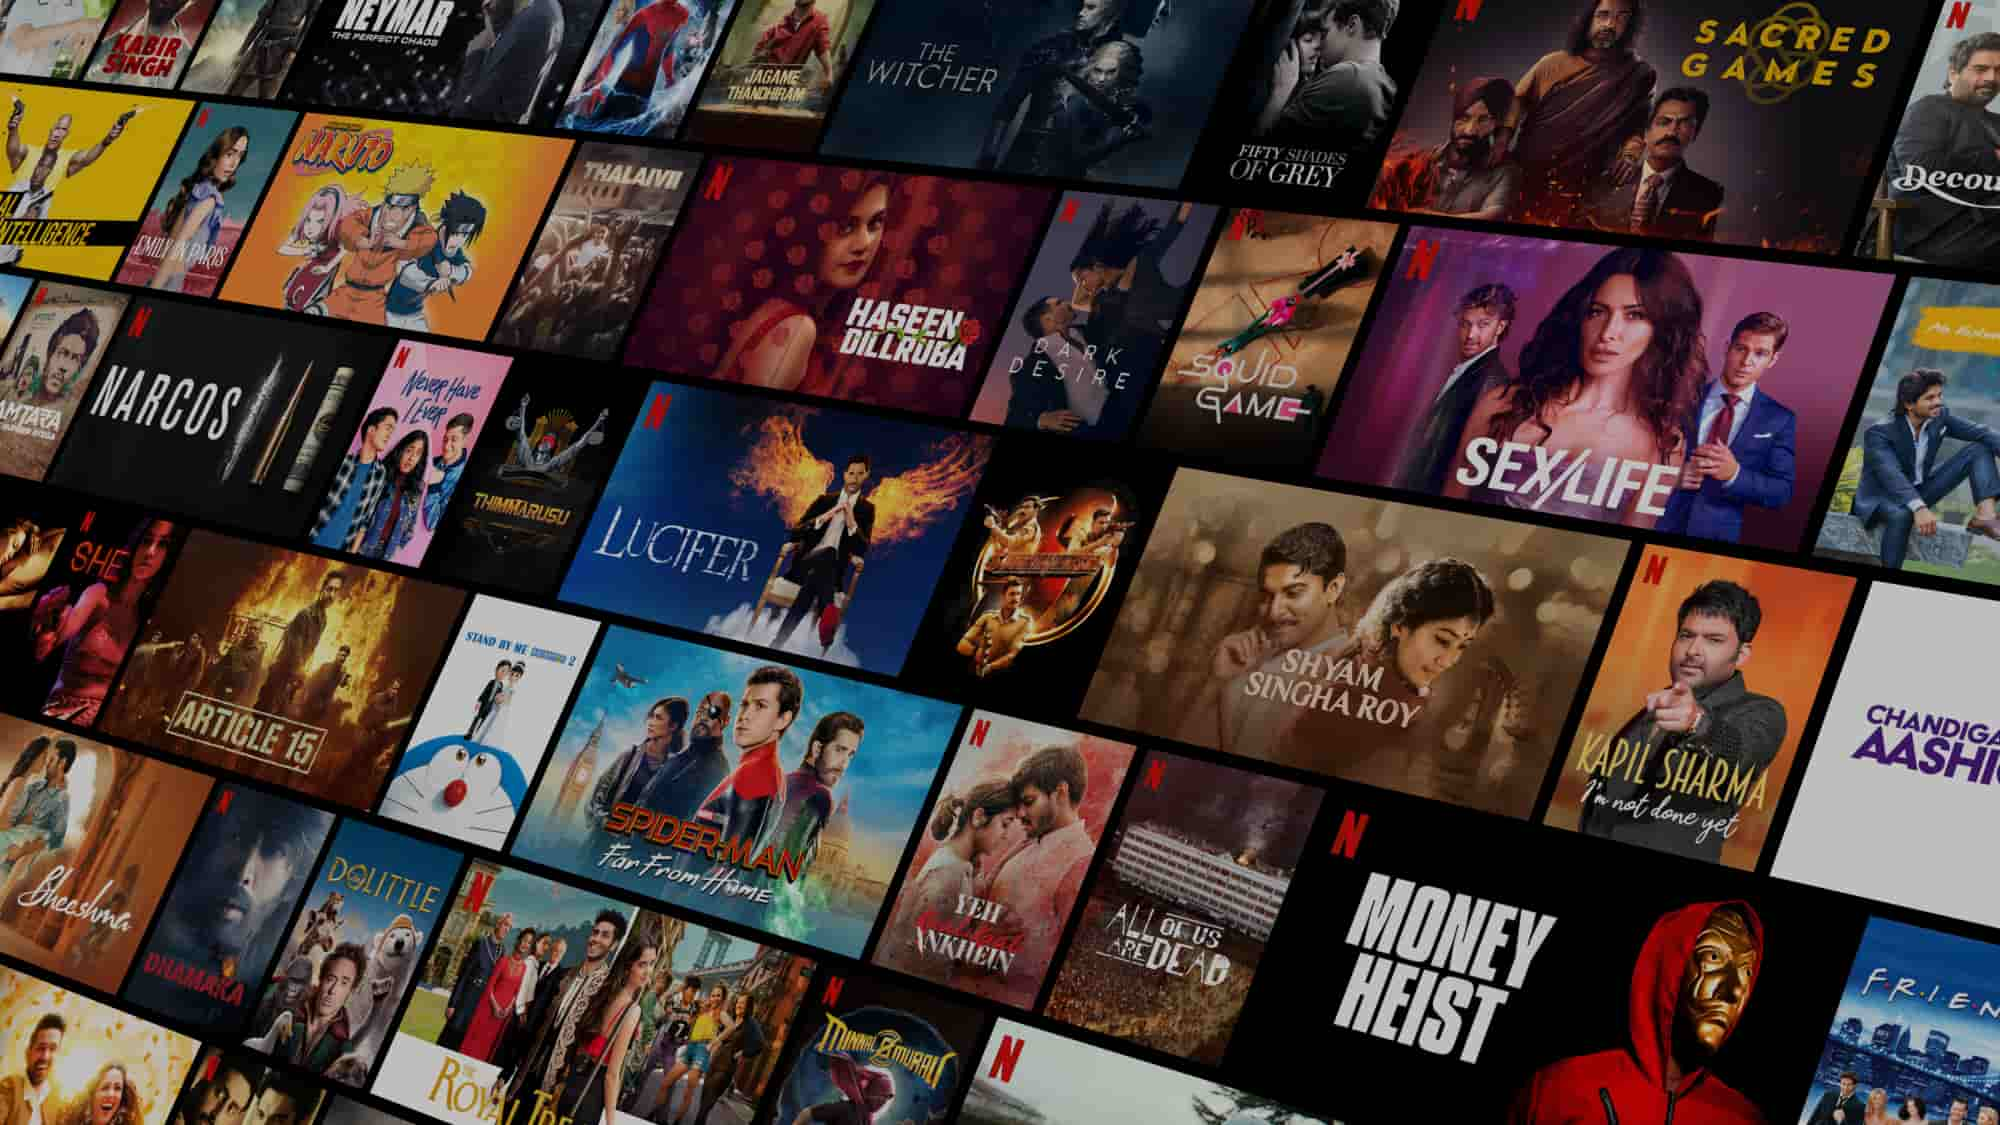 KABIR
SINGH
NEYMAR
THE PERFECT CHAOS
JAGAME
THANDHIRAM
THE
WITCHER
FIFTY SHADES
OF GREY
N
SACRED
GAMES
N
Decou
AL
INTELLIGENCE
N
EMILY IN PARIS
NARUTO
THALAIVII
N
HASEEN
DILLRUBA
N
DARK
DESIRE
N
SQUID
GAME
N
SEX/LIFE
N
AMTARA
N
NARCOS
N
Never Have
I Ever
THIMMARUSU
N
LUCIFER
SHYAM
SINGHA ROY
N
KAPIL SHARMA
I'm not done yet
CHANDIGA
AASHI
N
SHE
ARTICLE 15
STAND BY ME
2
SPIDER-MAN
Far From Home
N
YEH
ANKHEIN
N
ALL OF US
ARE DEAD
N
MONEY
HEIST
F·R·I·E·N
Bheeshma
N
DHAMAKA
DOLITTLE
N
THE
ROYAL TRE
N
MINNAL MURALI
N
N